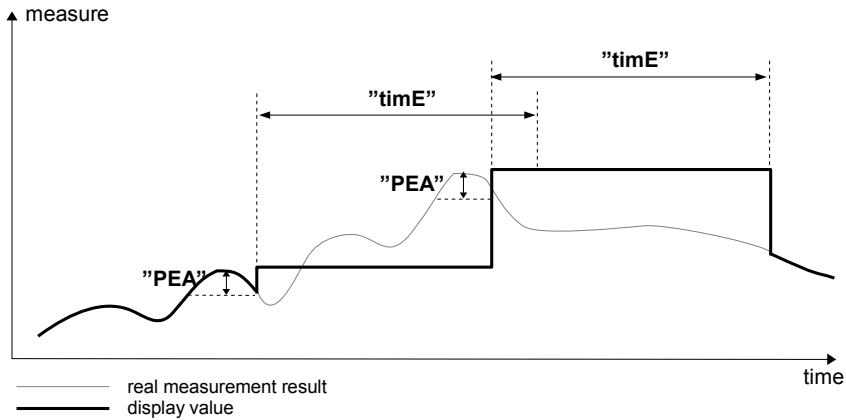 measure
”timE”
”timE”
”PEA”
”PEA”
time
real measurement result
display value